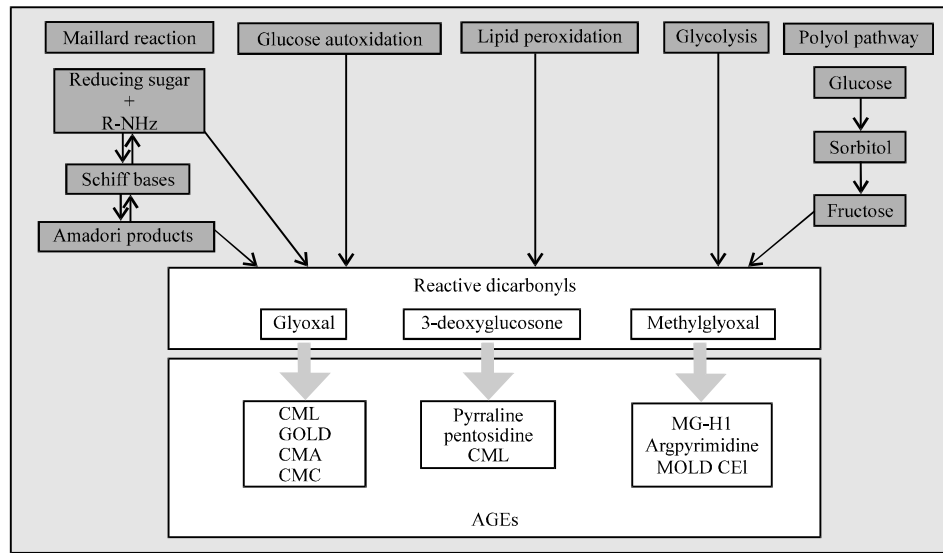 Maillard reaction
Glucose autoxidation
Lipid peroxidation
Glycolysis
Polyol pathway
Reducing sugar
+
R-NHz
Schiff bases
Amadori products
Glucose
Sorbitol
Fructose
Reactive dicarbonyls
Glyoxal
3-deoxyglucosone
Methylglyoxal
CML
GOLD
CMA
CMC
Pyrraline
pentosidine
CML
MG-H1
Argpyrimidine
MOLD CEl
AGEs